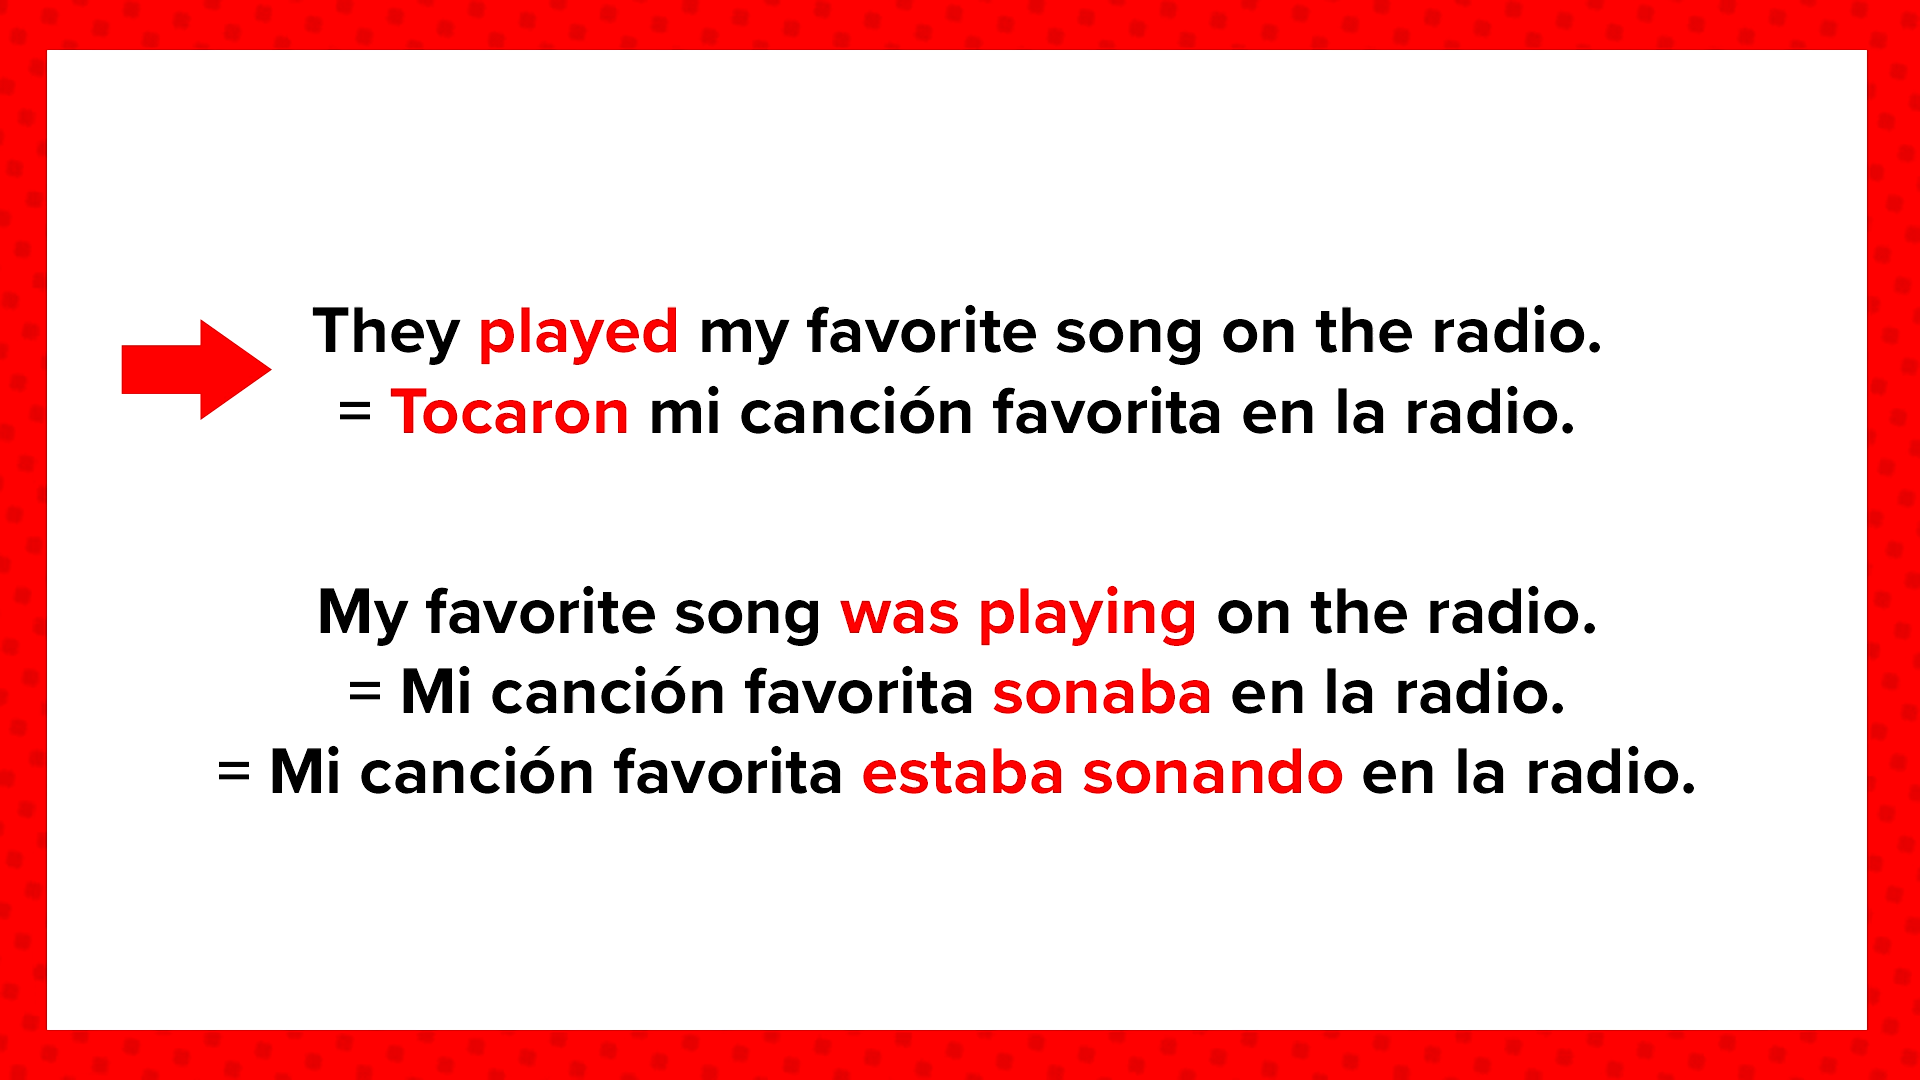 They played my favorite song on the radio.
= Tocaron mi canción favorita en la radio.
My favorite song was playing on the radio.
= Mi canción favorita sonaba en la radio.
= Mi canción favorita estaba sonando en la radio.